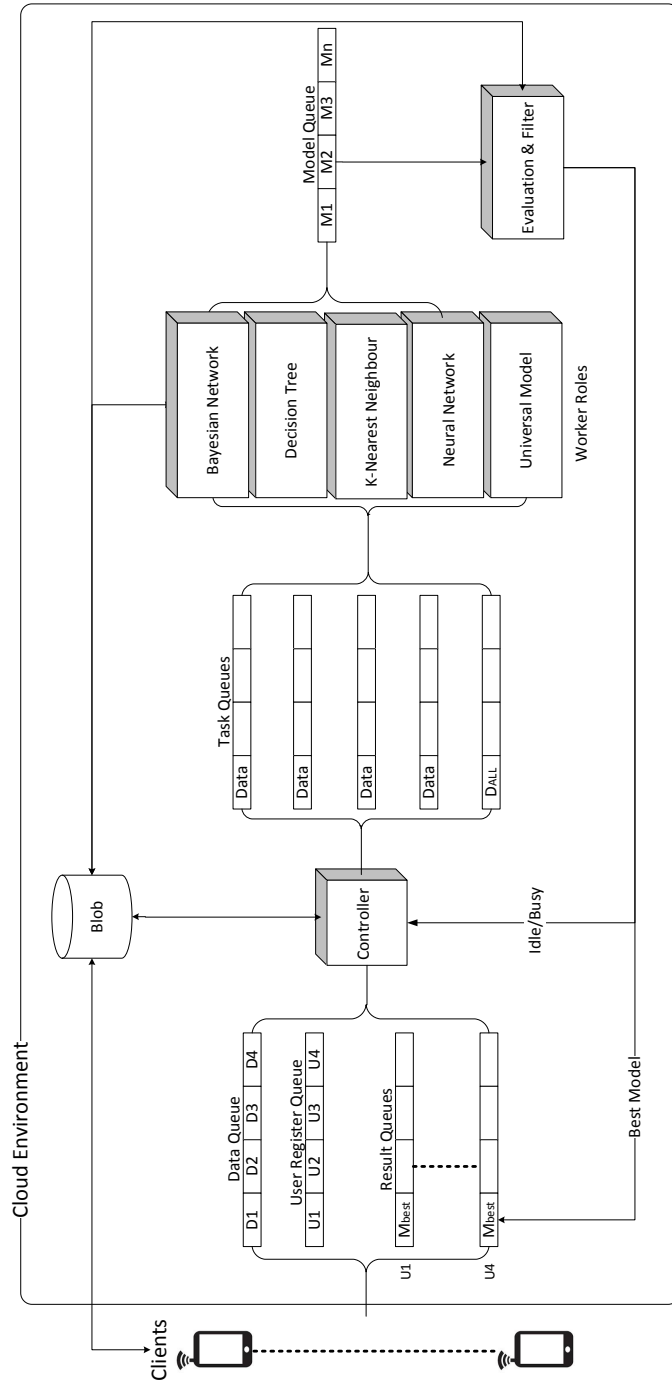 Cloud Environment
Clients
Blob
Data Queue
D1 D2 D3 D4
User Register Queue
U1 U2 U3 U4
Result Queues
U1
Mbest
U4
Mbest
Controller
Task Queues
Data
Data
Data
Data
DALL
Bayesian Network
Decision Tree
K-Nearest Neighbour
Neural Network
Universal Model
Worker Roles
Model Queue
M1 M2 M3 Mn
Evaluation & Filter
Idle/Busy
Best Model